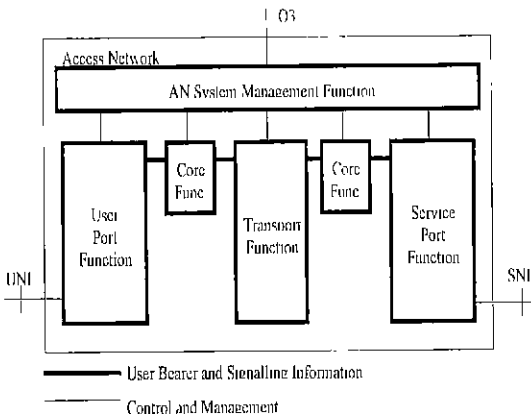 Q3
Access Network
AN System Management Function
Core
Func
Core
Func
User
Port
Function
Transport
Function
Service
Port
Function
UNI
SNI
User Bearer and Signalling Information
Control and Management